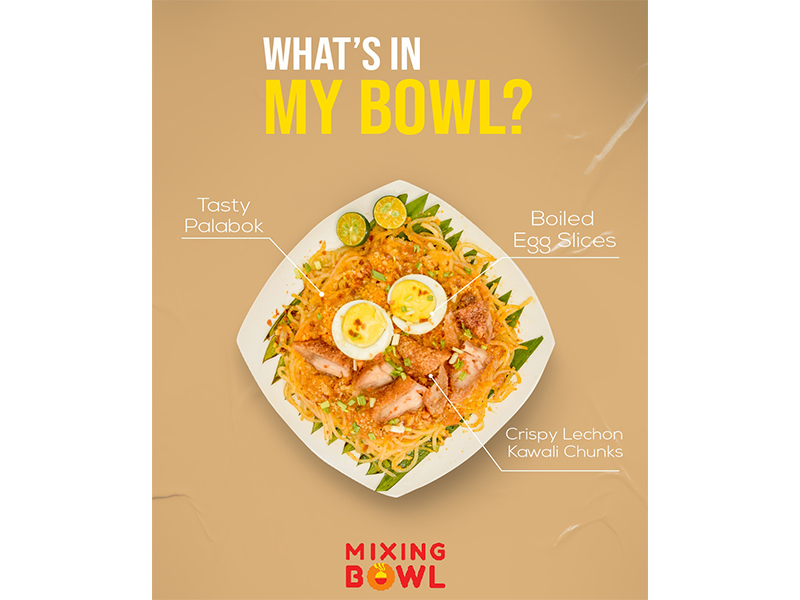 WHAT'S IN
MY BOWL?
Tasty
Palabok
Boiled
Egg Slices
Crispy Lechon
Kawali Chunks
MIXING
BOWL